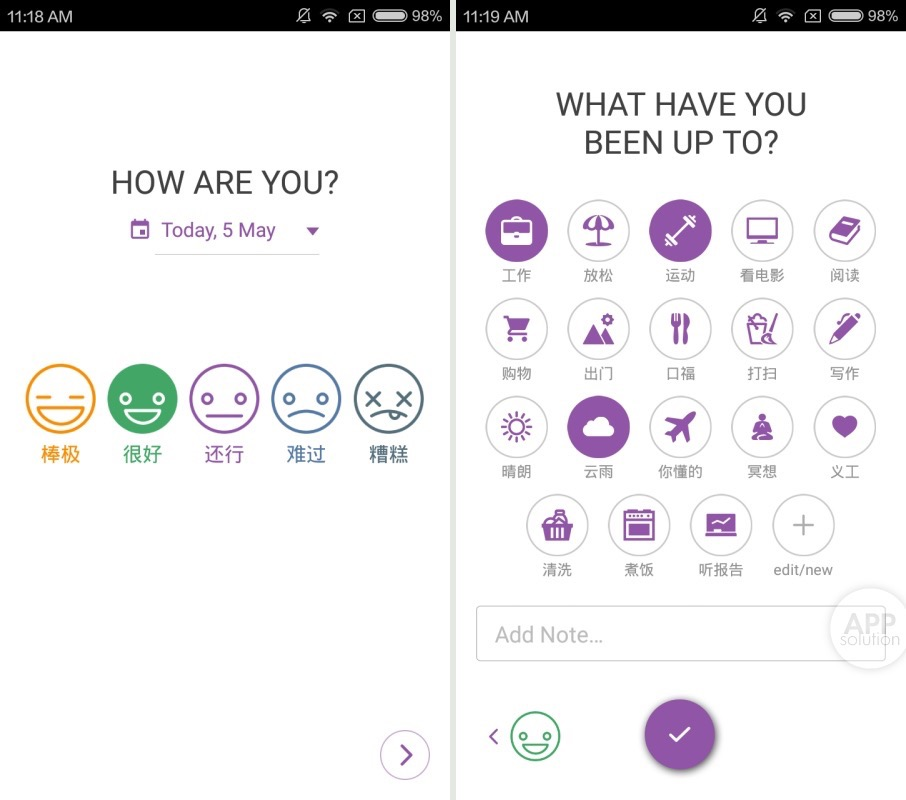 11:18 AM
98%
HOW ARE YOU?
Today, 5 May
棒极 很好 还行 难过 糟糕
11:19 AM
98%
WHAT HAVE YOU
BEEN UP TO?
工作 放松 运动 看电影 阅读
购物 出门 口福 打扫 写作
晴朗 云雨 你懂的 冥想 义工
清洗 煮饭 听报告 edit/new
Add Note...
APP
solution